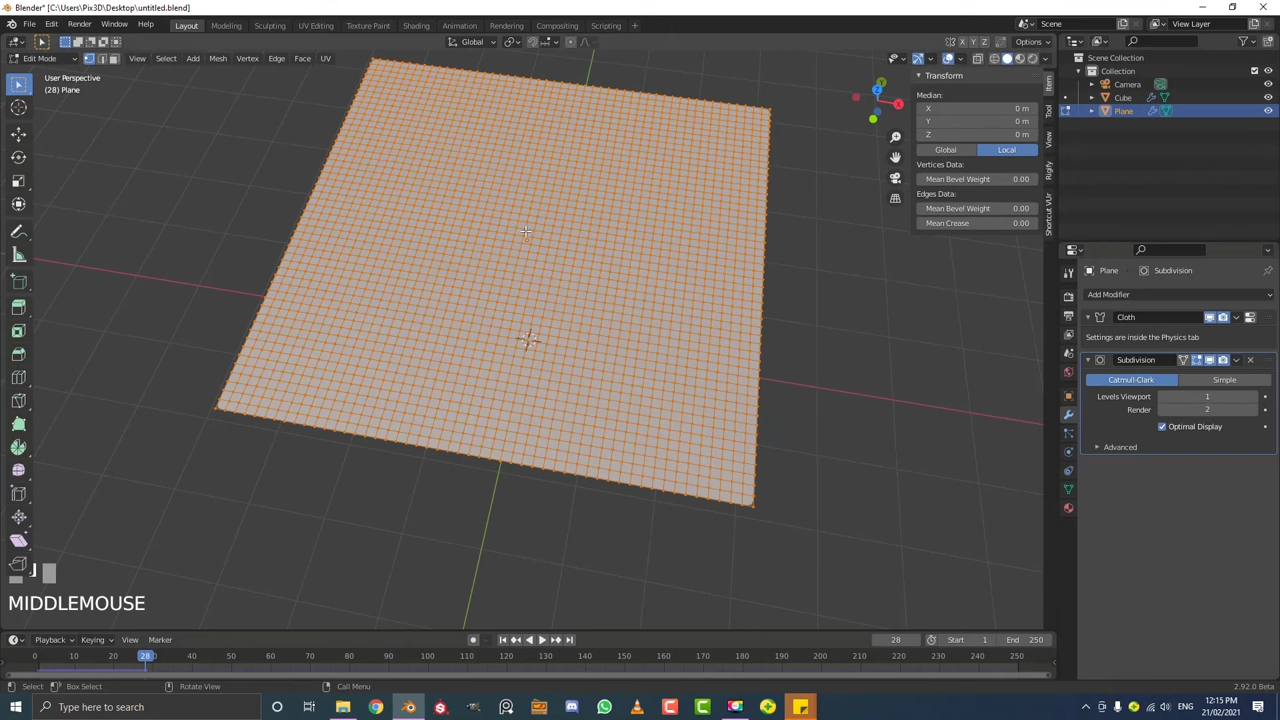 Blender* [C:\Users\Pix3D\Desktop\untitled.blend]
File Edit Render Window Help Layout Modeling Sculpting UV Editing Texture Paint Shading Animation Rendering Compositing Scripting + Scene View Layer
Global X Y Z Options
Edit Mode View Select Add Mesh Vertex Edge Face UV
User Perspective
(28) Plane
Transform
Median:
X 0 m
Y 0 m
Z 0 m
Global Local
Vertices Data:
Mean Bevel Weight 0.00
Edges Data:
Mean Bevel Weight 0.00
Mean Crease 0.00
Item
Tool
View
Rigify
Shortcut VUr
Y
Z
X
Scene Collection
Collection
Camera
Cube
Plane
Plane Subdivision
Add Modifier
Cloth
Settings are inside the Physics tab
Subdivision
Catmull-Clark Simple
Levels Viewport 1
Render 2
Optimal Display
Advanced
MIDDLEMOUSE
Playback Keying View Marker 28 Start 1 End 250
0 10 20 28 40 50 60 70 80 90 100 110 120 130 140 150 160 170 180 190 200 210 220 230 240 250
Select Box Select Rotate View Call Menu 2.92.0 Beta
Type here to search
ENG
12:15 PM
21/02/2021